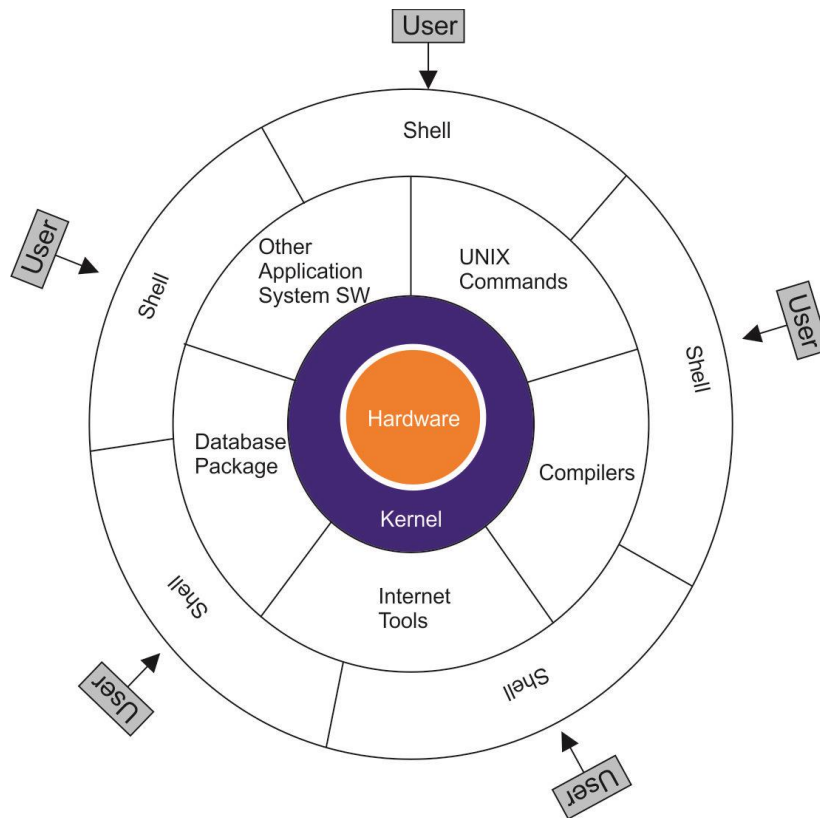 User
Shell
User
Other
Application
System SW
UNIX
Commands
User
Shell
Shell
Hardware
Database
Package
Compilers
Kernel
Internet
Tools
Shell
Shell
User
User